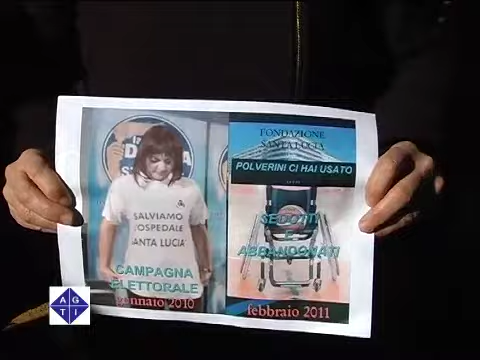 SALVIAMO
L'OSPEDALE
SANTA LUCIA
CAMPAGNA
ELETTORALE
gennaio 2010
FONDAZIONE
SANTA LUCIA
POLVERINI CI HAI USATO
SEDOTTI
E
ABBANDONATI
febbraio 2011
A G
T I